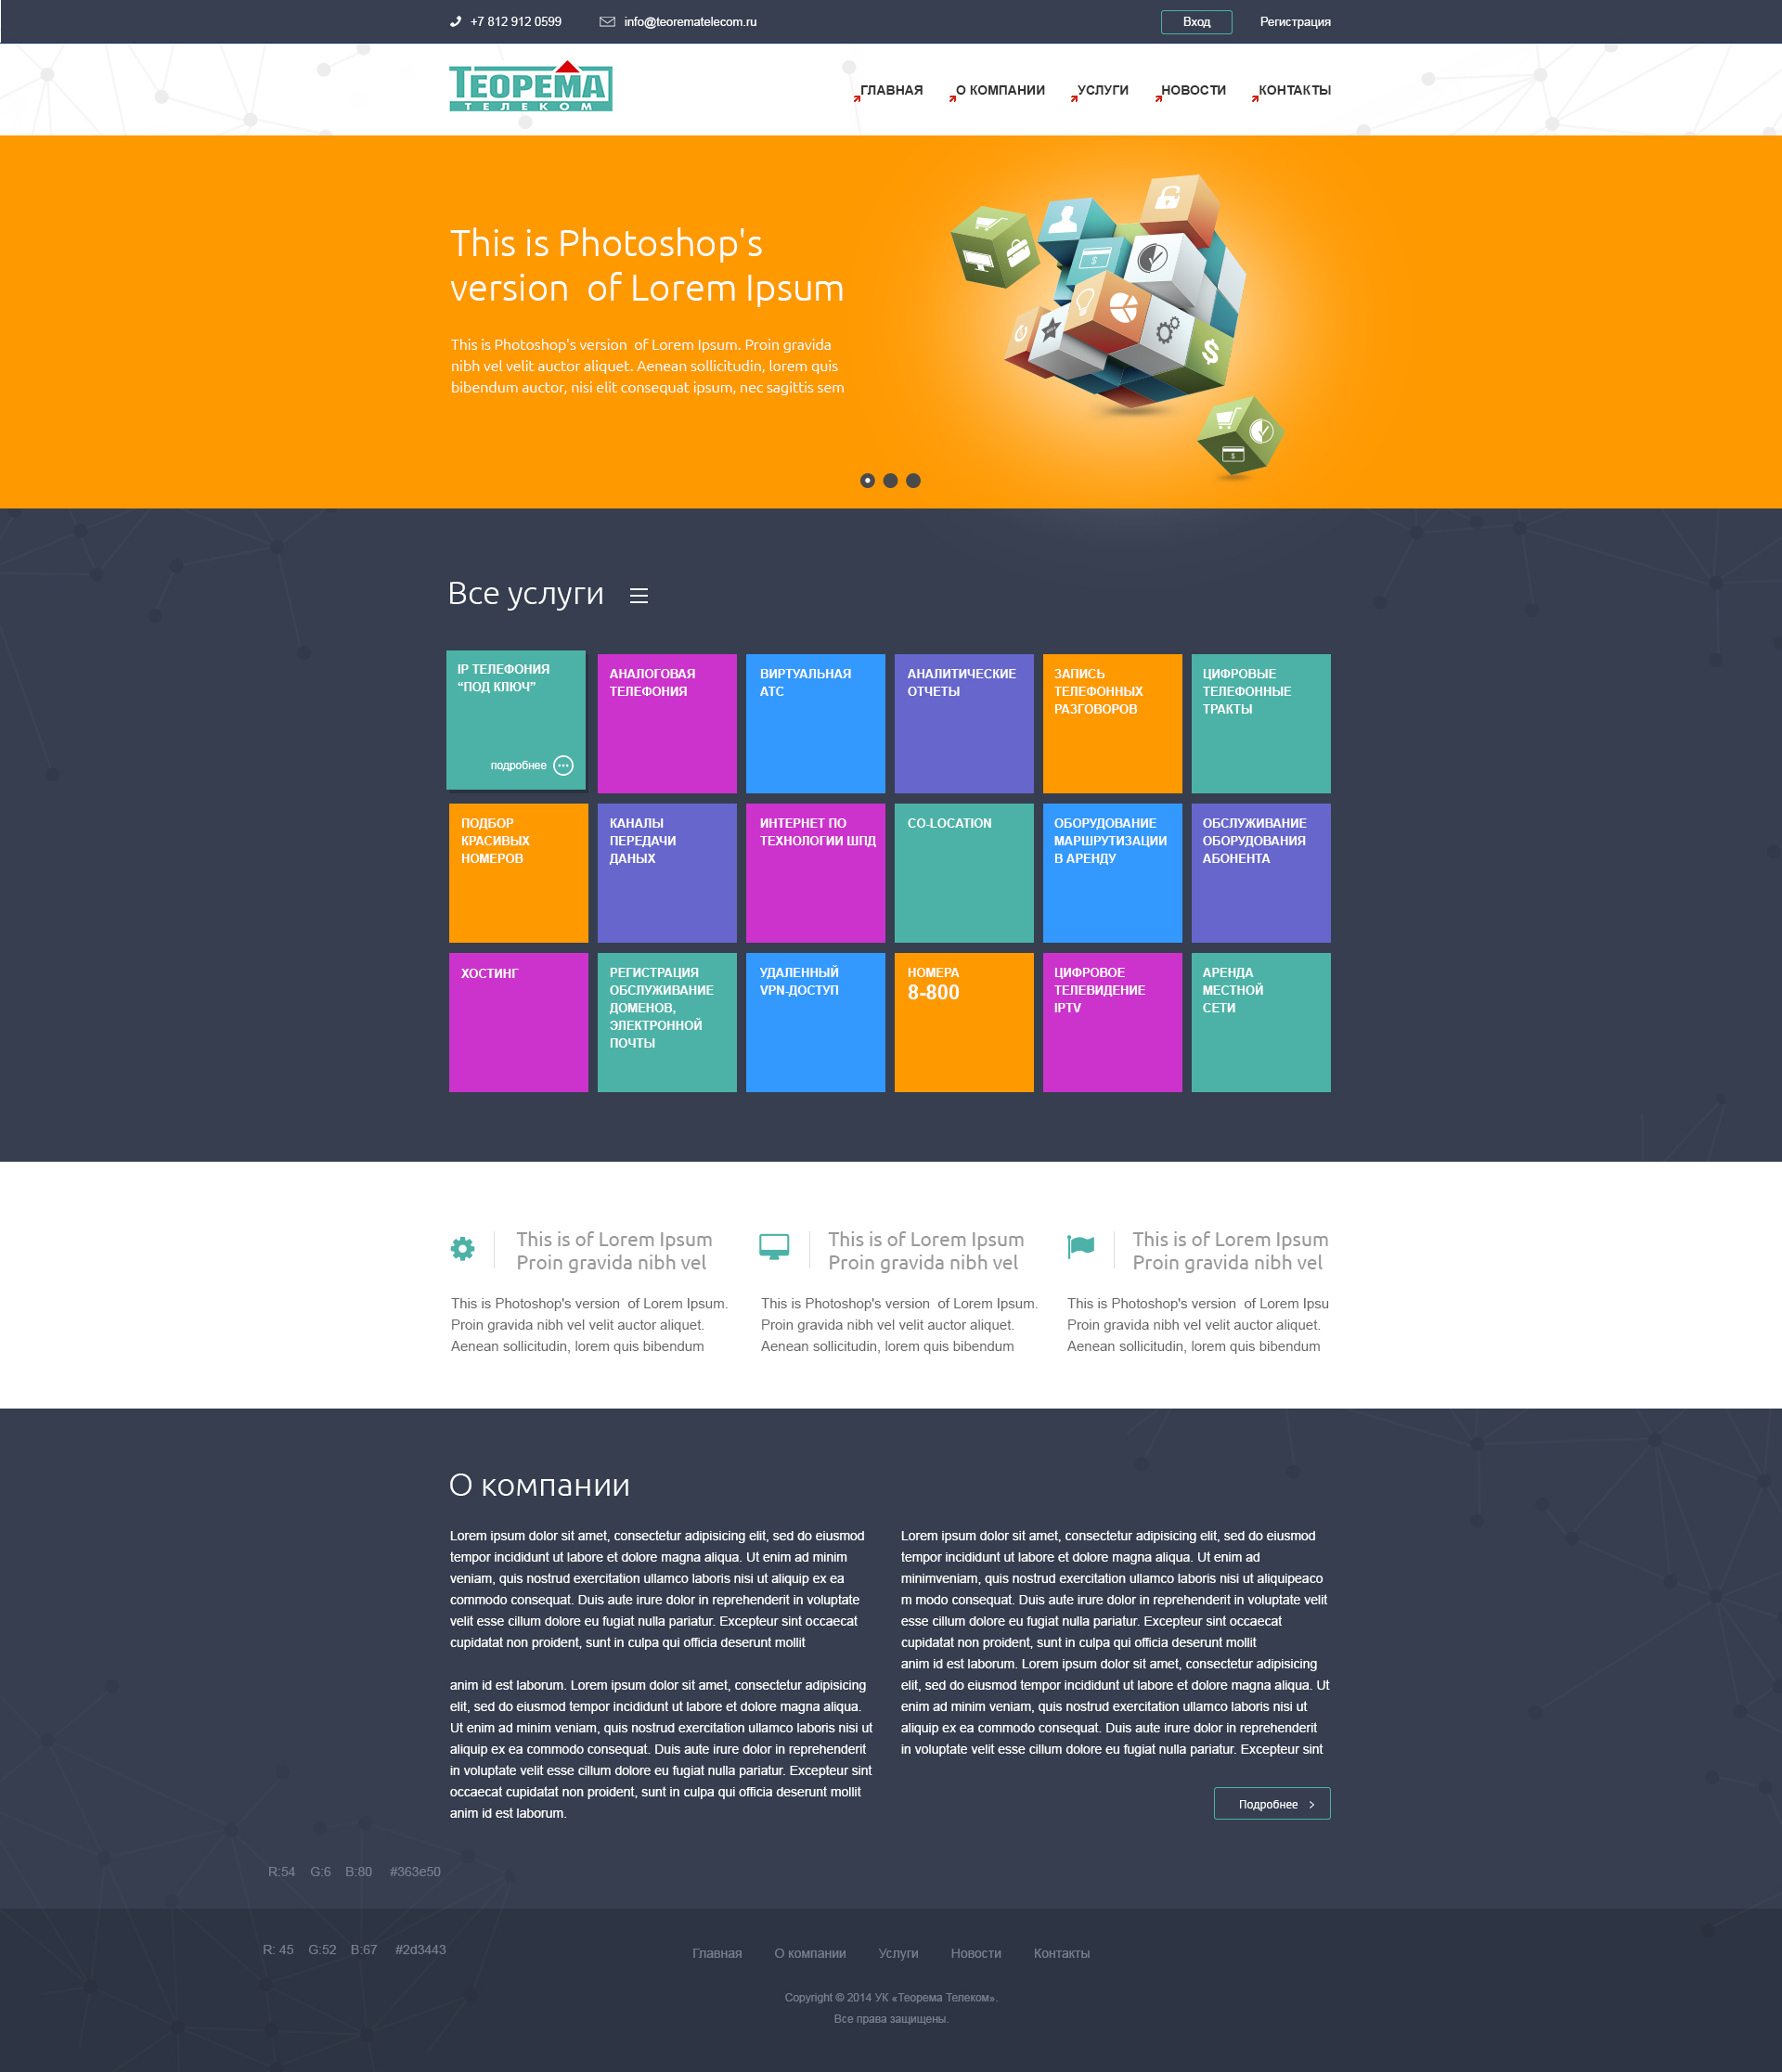 +7 812 912 0599
info@teorematelecom.ru
Вход
Регистрация
ТЕОРЕМА
ТЕЛЕКОМ
ГЛАВНАЯ
О КОМПАНИИ
УСЛУГИ
НОВОСТИ
КОНТАКТЫ
This is Photoshop's
version of Lorem Ipsum
This is Photoshop's version of Lorem Ipsum. Proin gravida
nibh vel velit auctor aliquet. Aenean sollicitudin, lorem quis
bibendum auctor, nisi elit consequat ipsum, nec sagittis sem
Все услуги
IP ТЕЛЕФОНИЯ
“ПОД КЛЮЧ”
подробнее
АНАЛОГОВАЯ
ТЕЛЕФОНИЯ
ВИРТУАЛЬНАЯ
АТС
АНАЛИТИЧЕСКИЕ
ОТЧЕТЫ
ЗАПИСЬ
ТЕЛЕФОННЫХ
РАЗГОВОРОВ
ЦИФРОВЫЕ
ТЕЛЕФОННЫЕ
ТРАКТЫ
ПОДБОР
КРАСИВЫХ
НОМЕРОВ
КАНАЛЫ
ПЕРЕДАЧИ
ДАНЫХ
ИНТЕРНЕТ ПО
ТЕХНОЛОГИИ ШПД
CO-LOCATION
ОБОРУДОВАНИЕ
МАРШРУТИЗАЦИИ
В АРЕНДУ
ОБСЛУЖИВАНИЕ
ОБОРУДОВАНИЯ
АБОНЕНТА
ХОСТИНГ
РЕГИСТРАЦИЯ
ОБСЛУЖИВАНИЕ
ДОМЕНОВ,
ЭЛЕКТРОННОЙ
ПОЧТЫ
УДАЛЕННЫЙ
VPN-ДОСТУП
НОМЕРА
8-800
ЦИФРОВОЕ
ТЕЛЕВИДЕНИЕ
IPTV
АРЕНДА
МЕСТНОЙ
СЕТИ
This is of Lorem Ipsum
Proin gravida nibh vel
This is Photoshop's version of Lorem Ipsum.
Proin gravida nibh vel velit auctor aliquet.
Aenean sollicitudin, lorem quis bibendum
This is of Lorem Ipsum
Proin gravida nibh vel
This is Photoshop's version of Lorem Ipsum.
Proin gravida nibh vel velit auctor aliquet.
Aenean sollicitudin, lorem quis bibendum
This is of Lorem Ipsum
Proin gravida nibh vel
This is Photoshop's version of Lorem Ipsu
Proin gravida nibh vel velit auctor aliquet.
Aenean sollicitudin, lorem quis bibendum
О компании
Lorem ipsum dolor sit amet, consectetur adipisicing elit, sed do eiusmod
tempor incididunt ut labore et dolore magna aliqua. Ut enim ad minim
veniam, quis nostrud exercitation ullamco laboris nisi ut aliquip ex ea
commodo consequat. Duis aute irure dolor in reprehenderit in voluptate
velit esse cillum dolore eu fugiat nulla pariatur. Excepteur sint occaecat
cupidatat non proident, sunt in culpa qui officia deserunt mollit
anim id est laborum. Lorem ipsum dolor sit amet, consectetur adipisicing
elit, sed do eiusmod tempor incididunt ut labore et dolore magna aliqua.
Ut enim ad minim veniam, quis nostrud exercitation ullamco laboris nisi ut
aliquip ex ea commodo consequat. Duis aute irure dolor in reprehenderit
in voluptate velit esse cillum dolore eu fugiat nulla pariatur. Excepteur sint
occaecat cupidatat non proident, sunt in culpa qui officia deserunt mollit
anim id est laborum.
Lorem ipsum dolor sit amet, consectetur adipisicing elit, sed do eiusmod
tempor incididunt ut labore et dolore magna aliqua. Ut enim ad
minimveniam, quis nostrud exercitation ullamco laboris nisi ut aliquipeaco
m modo consequat. Duis aute irure dolor in reprehenderit in voluptate velit
esse cillum dolore eu fugiat nulla pariatur. Excepteur sint occaecat
cupidatat non proident, sunt in culpa qui officia deserunt mollit
anim id est laborum. Lorem ipsum dolor sit amet, consectetur adipisicing
elit, sed do eiusmod tempor incididunt ut labore et dolore magna aliqua. Ut
enim ad minim veniam, quis nostrud exercitation ullamco laboris nisi ut
aliquip ex ea commodo consequat. Duis aute irure dolor in reprehenderit
in voluptate velit esse cillum dolore eu fugiat nulla pariatur. Excepteur sint
Подробнее
R:54 G:6 B:80 #363e50
R: 45 G:52 B:67 #2d3443
Главная
О компании
Услуги
Новости
Контакты
Copyright © 2014 УК «Теорема Телеком».
Все права защищены.